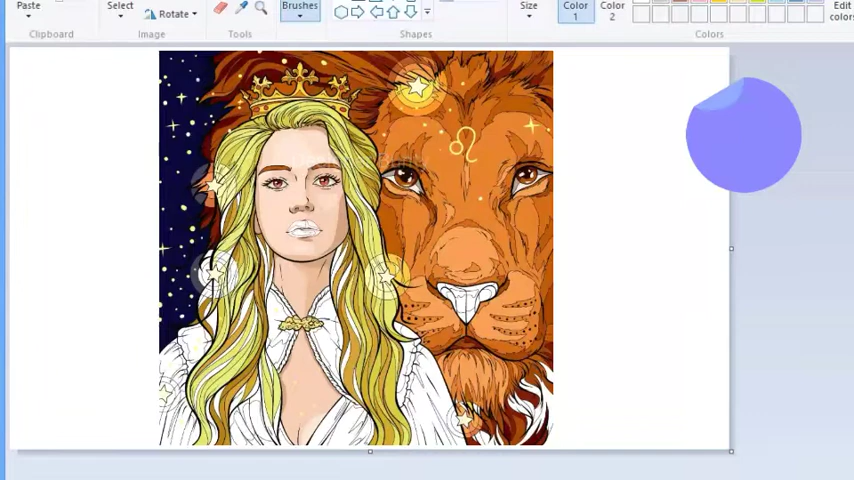 Paste
Select
Rotate
Brushes
Size
Color
1
Color
2
Edit
colors
Clipboard
Image
Tools
Shapes
Colors